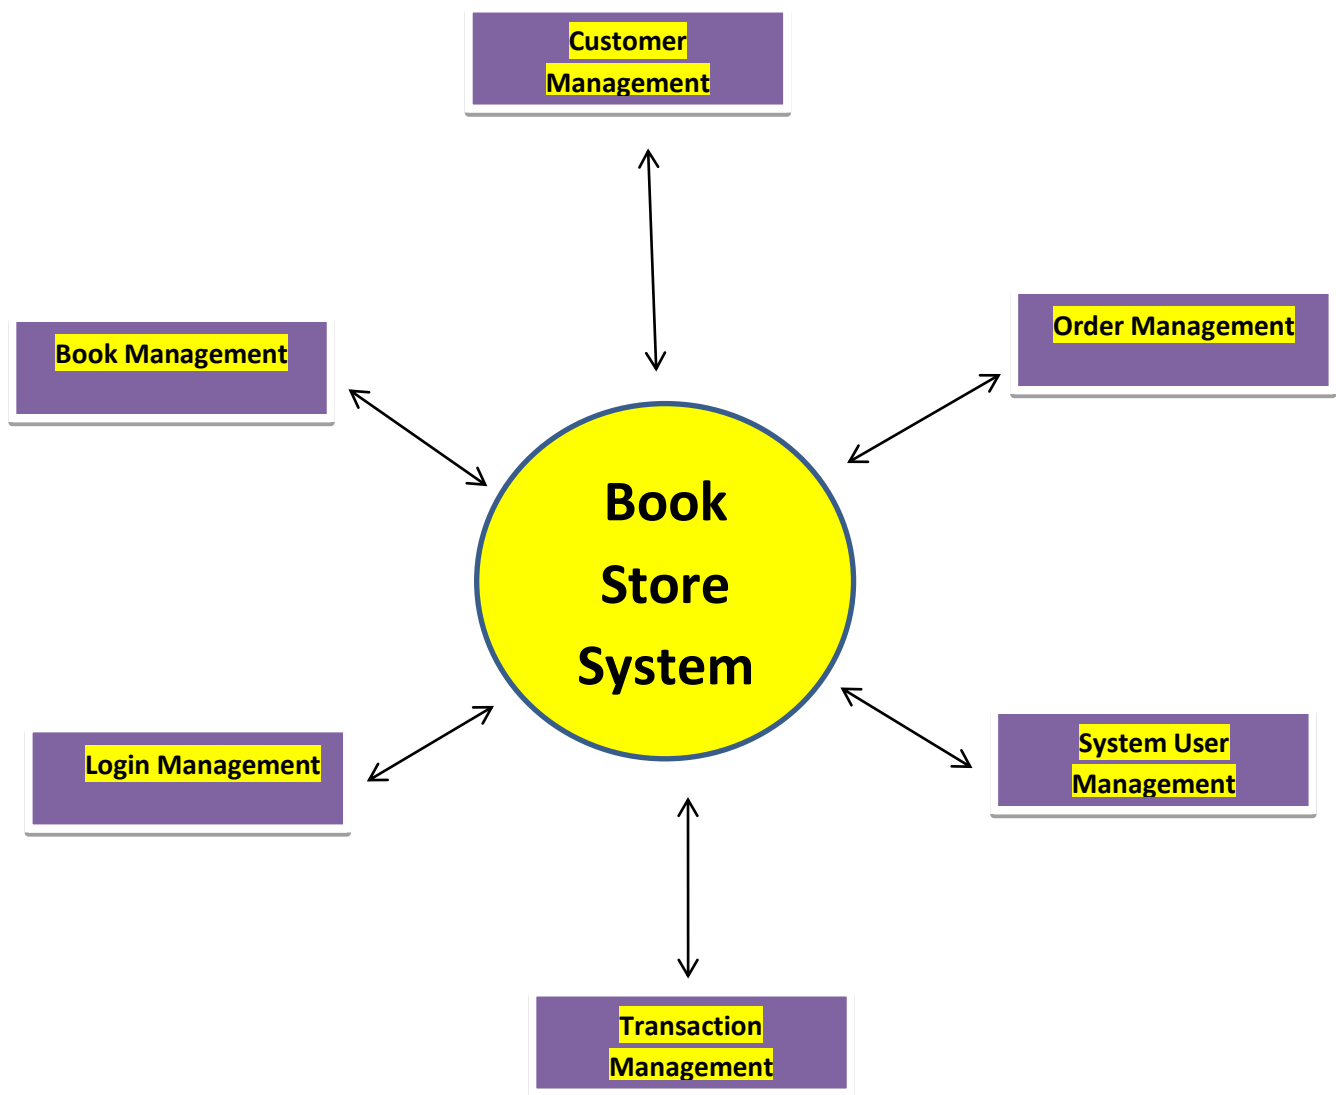 Customer
Management
Order Management
Book Management
Book
Store
System
System User
Management
Login Management
Transaction
Management